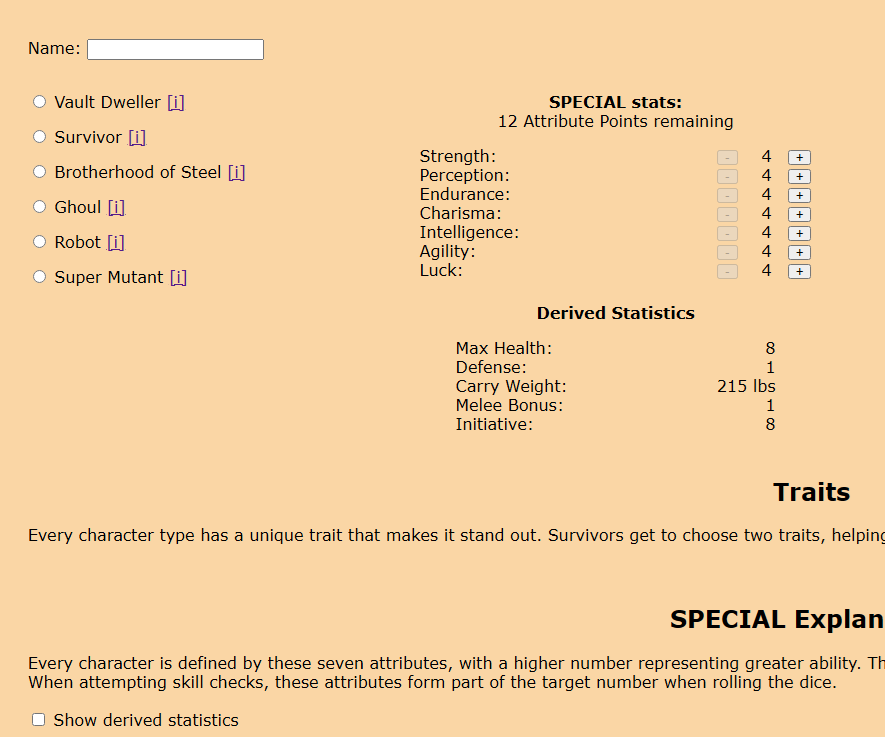 Name:
Vault Dweller [i]
Survivor [i]
Brotherhood of Steel [i]
Ghoul [i]
Robot [i]
Super Mutant [i]
SPECIAL stats:
12 Attribute Points remaining
Strength: - 4 +
Perception: - 4 +
Endurance: - 4 +
Charisma: - 4 +
Intelligence: - 4 +
Agility: - 4 +
Luck: - 4 +
Derived Statistics
Max Health: 8
Defense: 1
Carry Weight: 215 lbs
Melee Bonus: 1
Initiative: 8
Traits
Every character type has a unique trait that makes it stand out. Survivors get to choose two traits, helping
SPECIAL Explan
Every character is defined by these seven attributes, with a higher number representing greater ability. Th
When attempting skill checks, these attributes form part of the target number when rolling the dice.
Show derived statistics